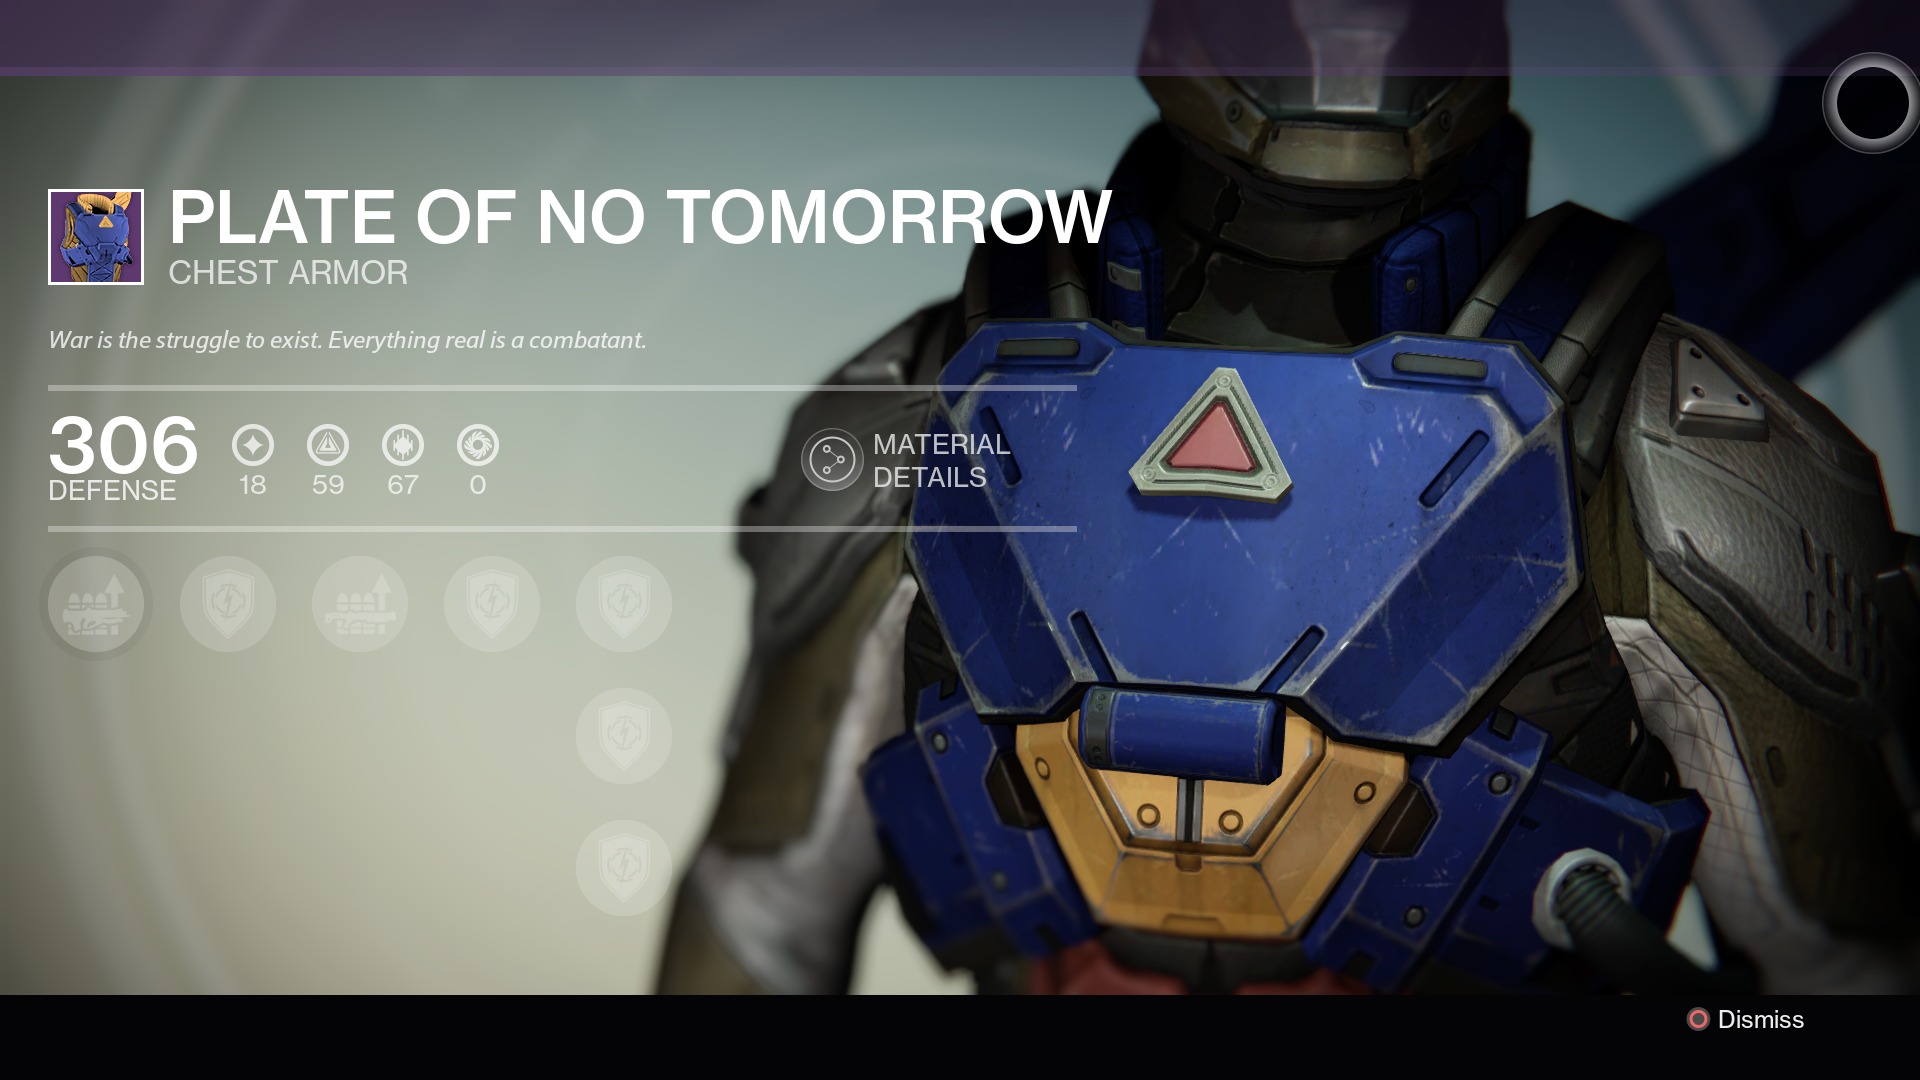 PLATE OF NO TOMORROW
CHEST ARMOR
War is the struggle to exist. Everything real is a combatant.
306
DEFENSE
18 59 67 0
MATERIAL
DETAILS
Dismiss